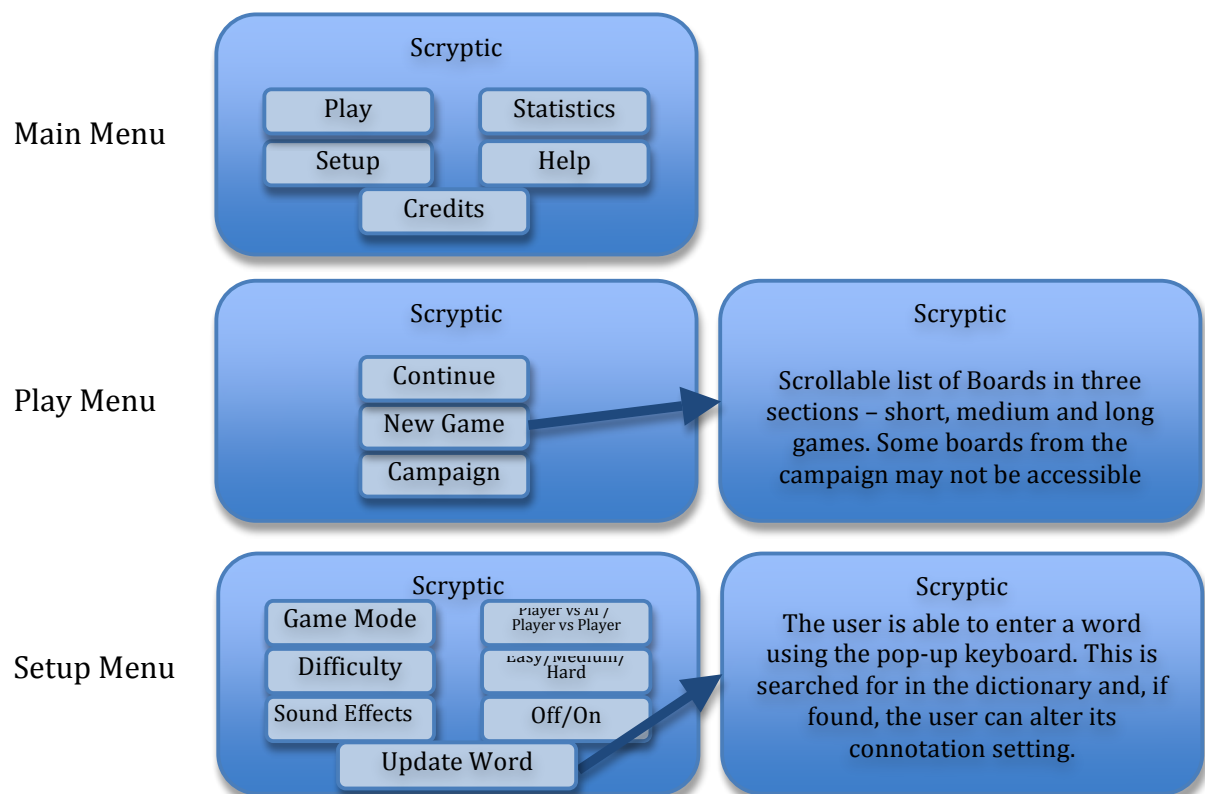 Scryptic
Play
Statistics
Main Menu
Setup
Help
Credits
Scryptic
Continue
Play Menu
New Game
Campaign
Scryptic
Scrollable list of Boards in three
sections – short, medium and long
games. Some boards from the
campaign may not be accessible
Scryptic
Game Mode
Player vs AI /
Player vs Player
Setup Menu
Difficulty
Easy/Medium/
Hard
Sound Effects
Off/On
Update Word
Scryptic
The user is able to enter a word
using the pop-up keyboard. This is
searched for in the dictionary and, if
found, the user can alter its
connotation setting.